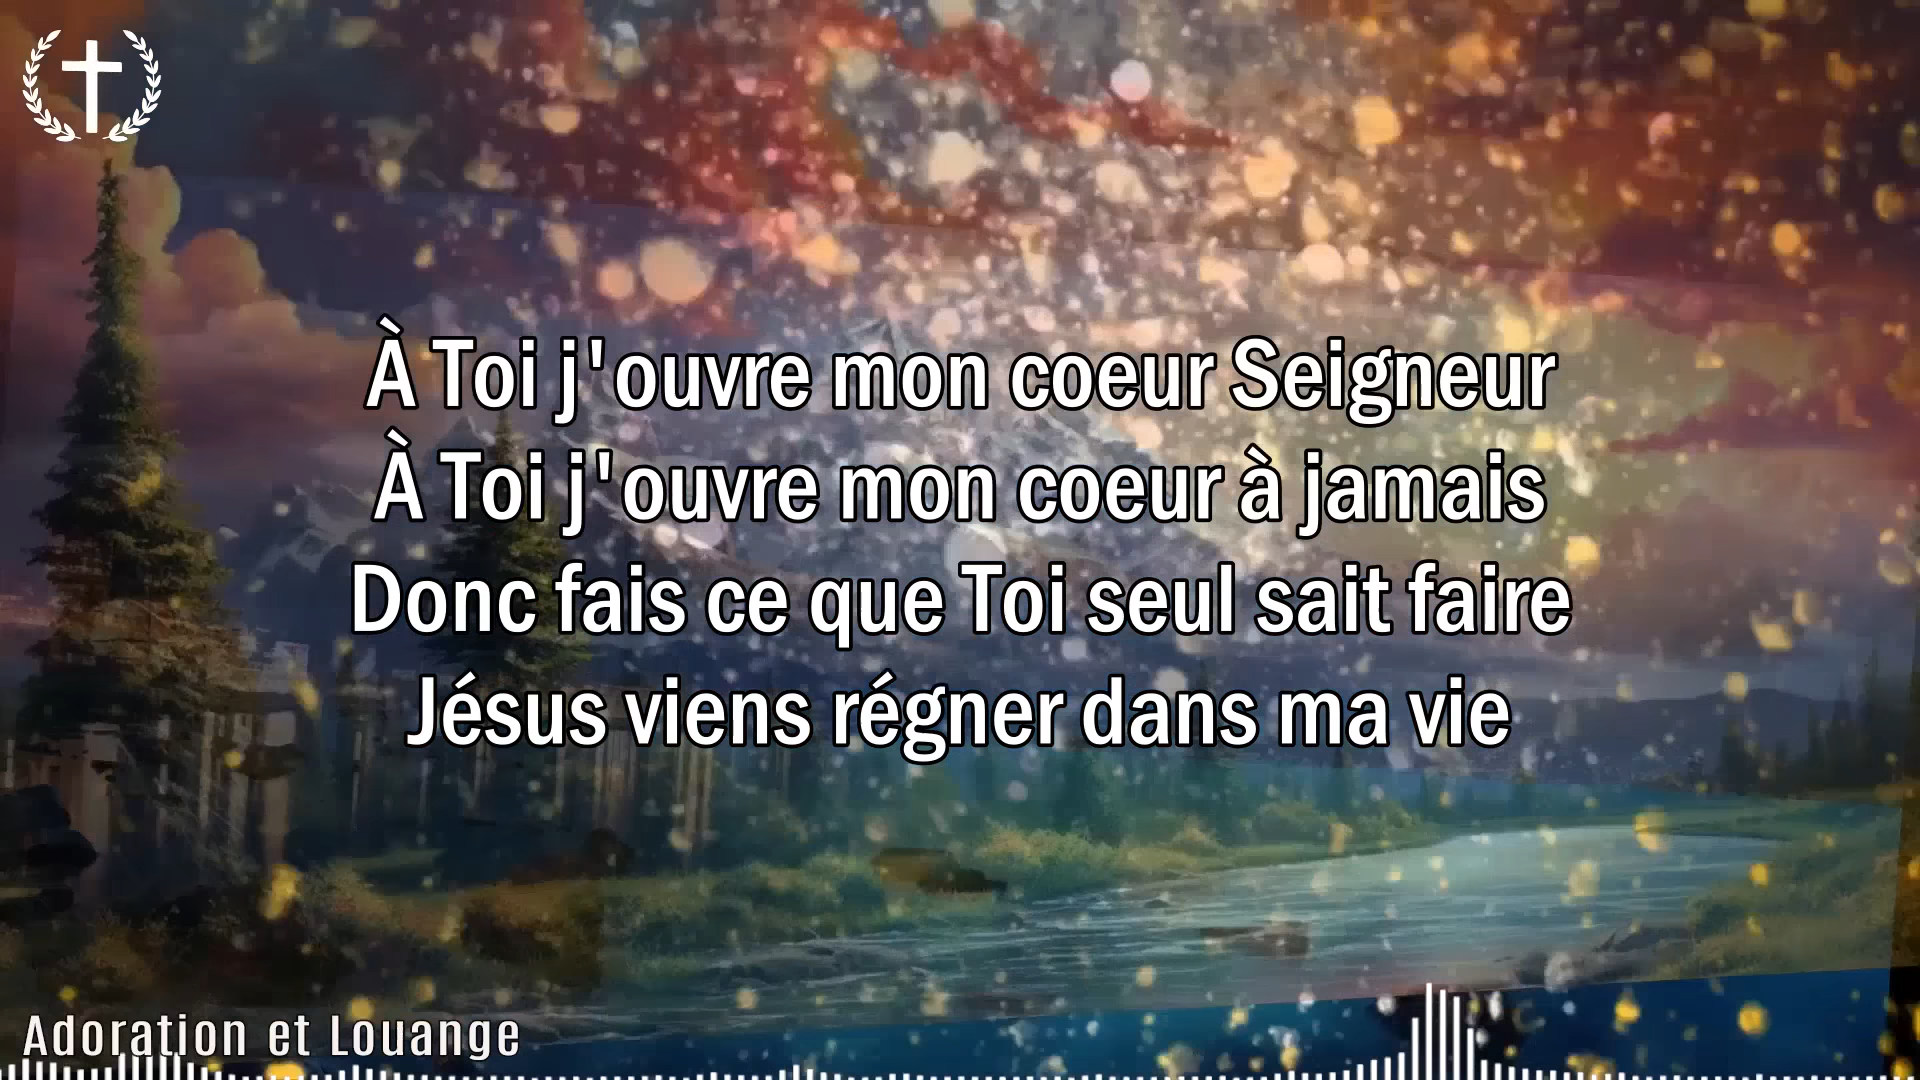 À Toi j'ouvre mon coeur Seigneur
À Toi j'ouvre mon coeur à jamais
Donc fais ce que Toi seul sait faire
Jésus viens régner dans ma vie
Adoration et Louange